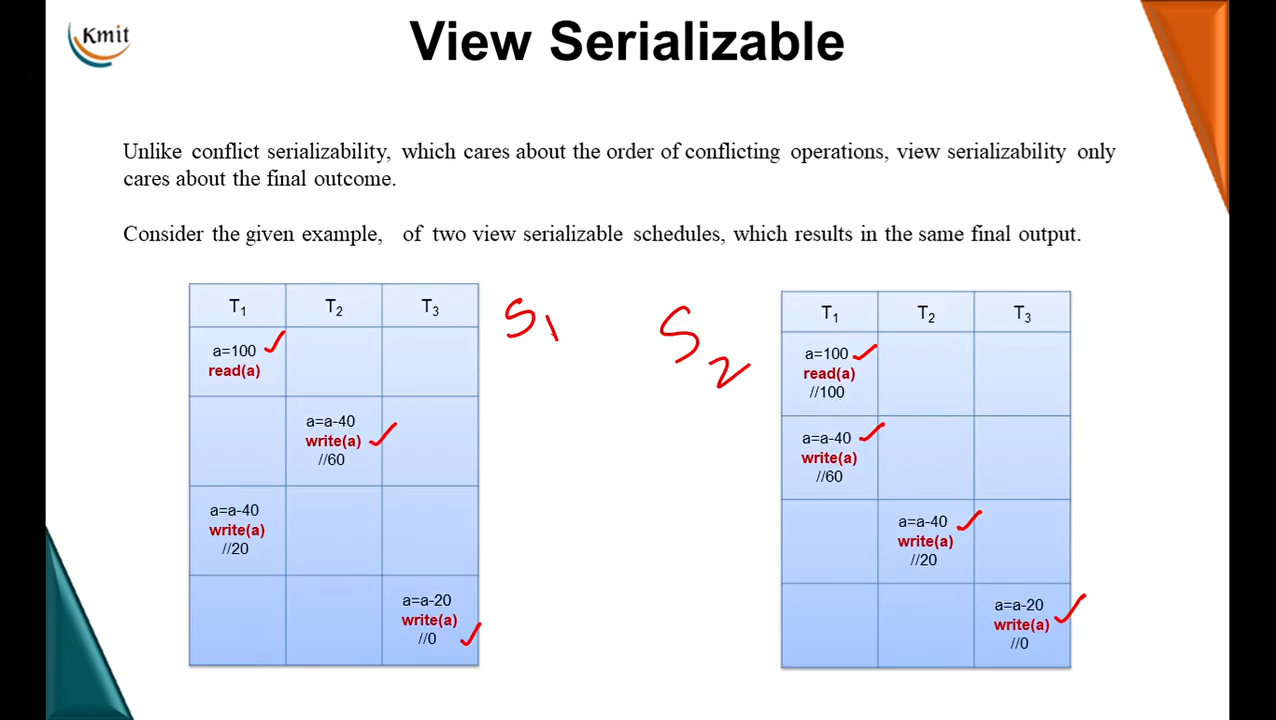 Kmit
View Serializable
Unlike conflict serializability, which cares about the order of conflicting operations, view serializability only
cares about the final outcome.
Consider the given example, of two view serializable schedules, which results in the same final output.
T1 T2 T3
a=100
read(a)
a=a-40
write(a)
//60
a=a-40
write(a)
//20
a=a-20
write(a)
//0
S1
S2
T1 T2 T3
a=100
read(a)
//100
a=a-40
write(a)
//60
a=a-40
write(a)
//20
a=a-20
write(a)
//0